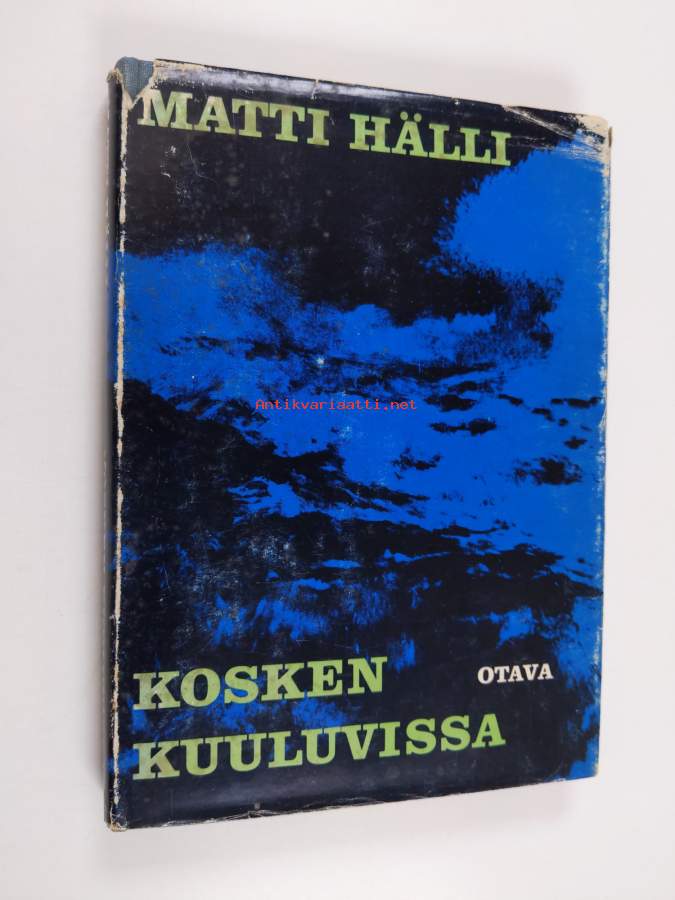 MATTI HÄLLI
Antikvariaatti.net
KOSKEN
OTAVA
KUULUVISSA